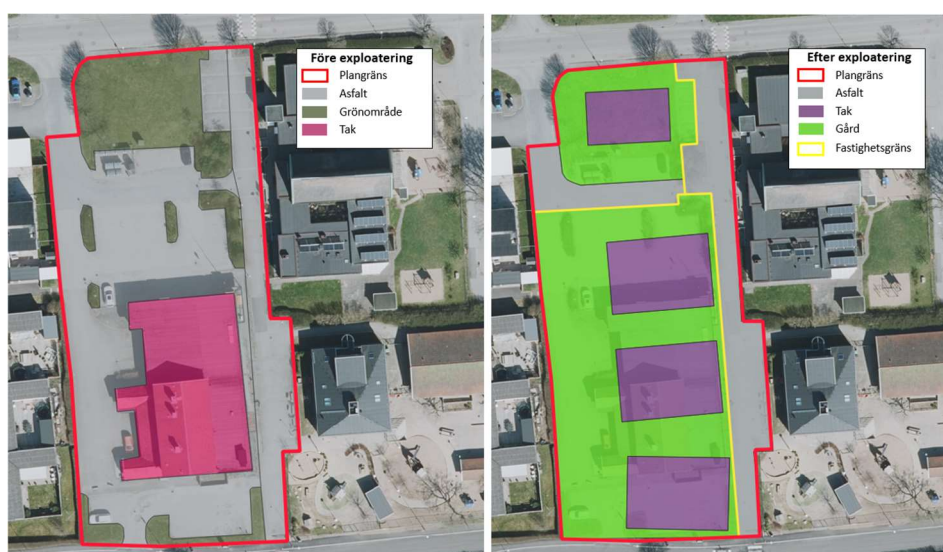 Före exploatering
Plangräns
Asfalt
Grönområde
Tak
Efter exploatering
Plangräns
Asfalt
Tak
Gård
Fastighetsgräns